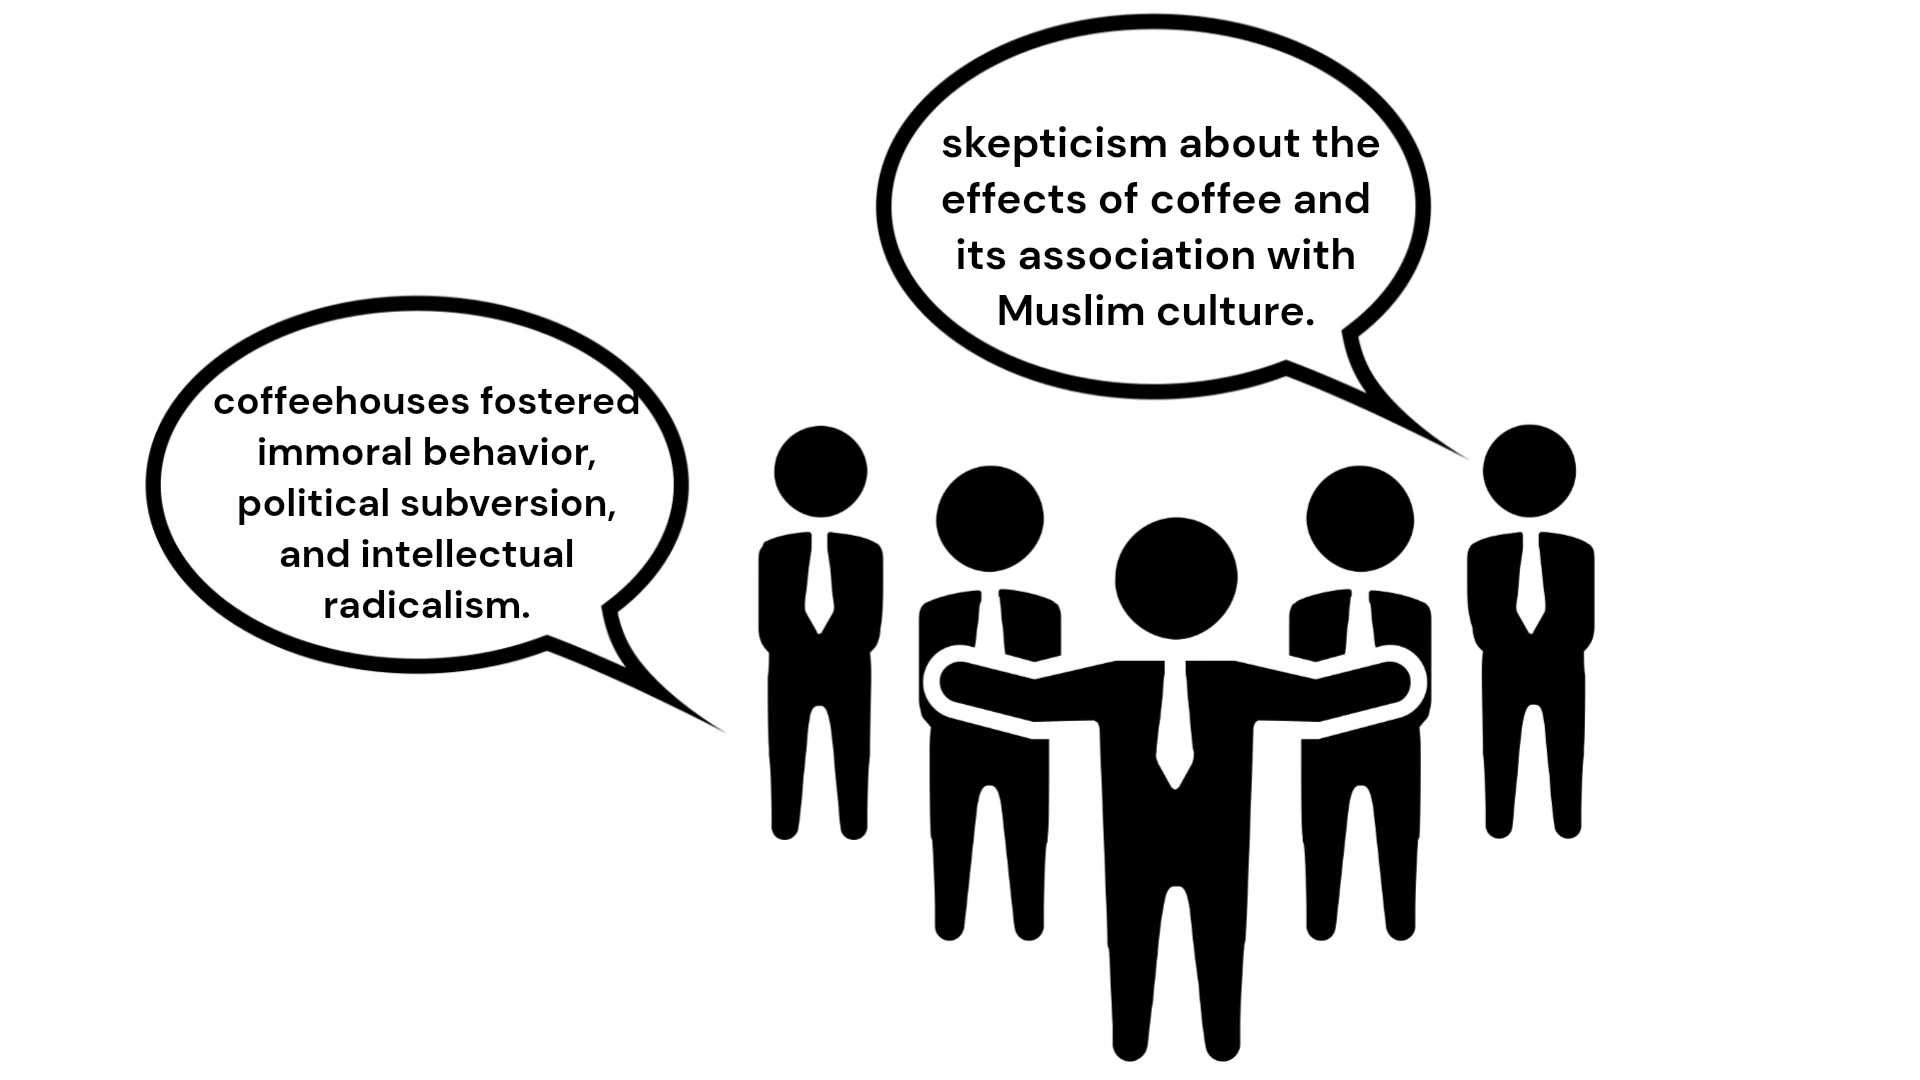 skepticism about the
effects of coffee and
its association with
Muslim culture.
coffeehouses fostered
immoral behavior,
political subversion,
and intellectual
radicalism.